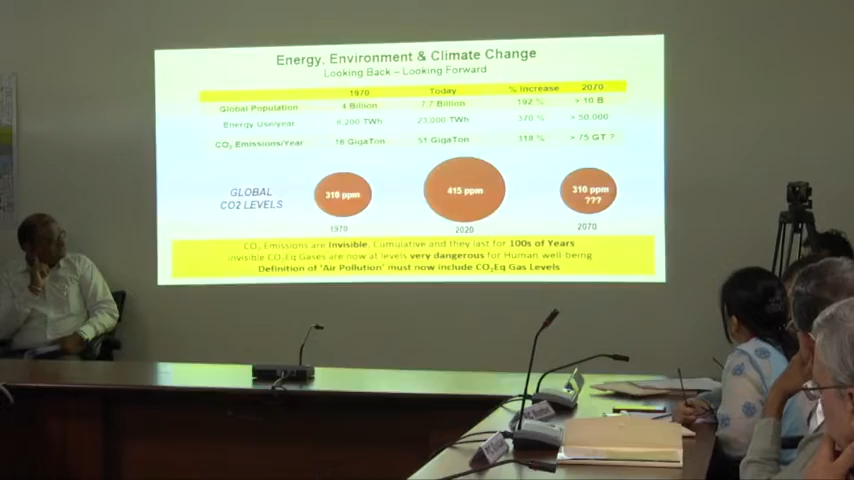 Energy, Environment & Climate Change
Looking Back – Looking Forward
1970 Today % Increase 2070
Global Population 4 Billion 7.7 Billion 192 % > 10 B
Energy Use/year 6,200 TWh 23,000 TWh 370 % > 50,000
CO2 Emissions/Year 16 GigaTon 51 GigaTon 318 % > 75 GT ?
GLOBAL
CO2 LEVELS
310 ppm 415 ppm 310 ppm
???
1970 2020 2070
CO2 Emissions are Invisible, Cumulative and they last for 100s of Years
Invisible CO2Eq Gases are now at levels very dangerous for Human well-being
Definition of 'Air Pollution' must now include CO2Eq Gas Levels